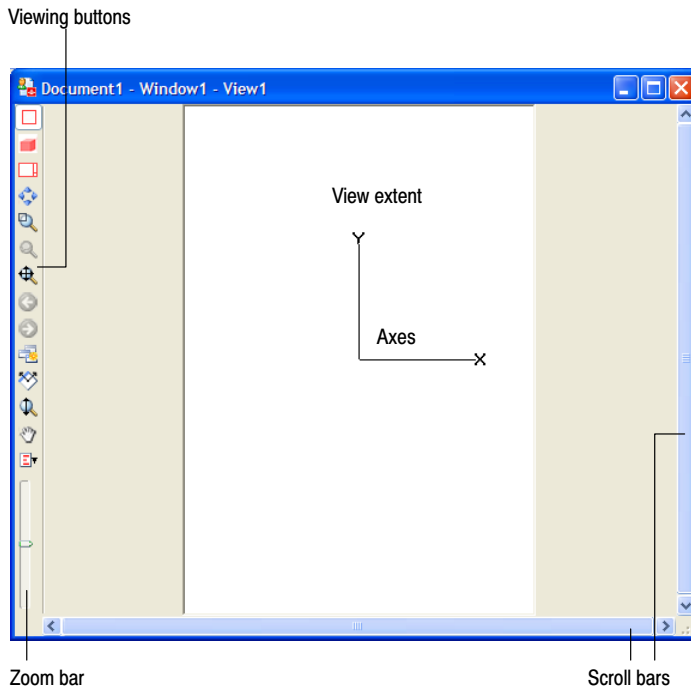 Viewing buttons
Document1 - Window1 - View1
View extent
Y
Axes
X
Zoom bar
Scroll bars